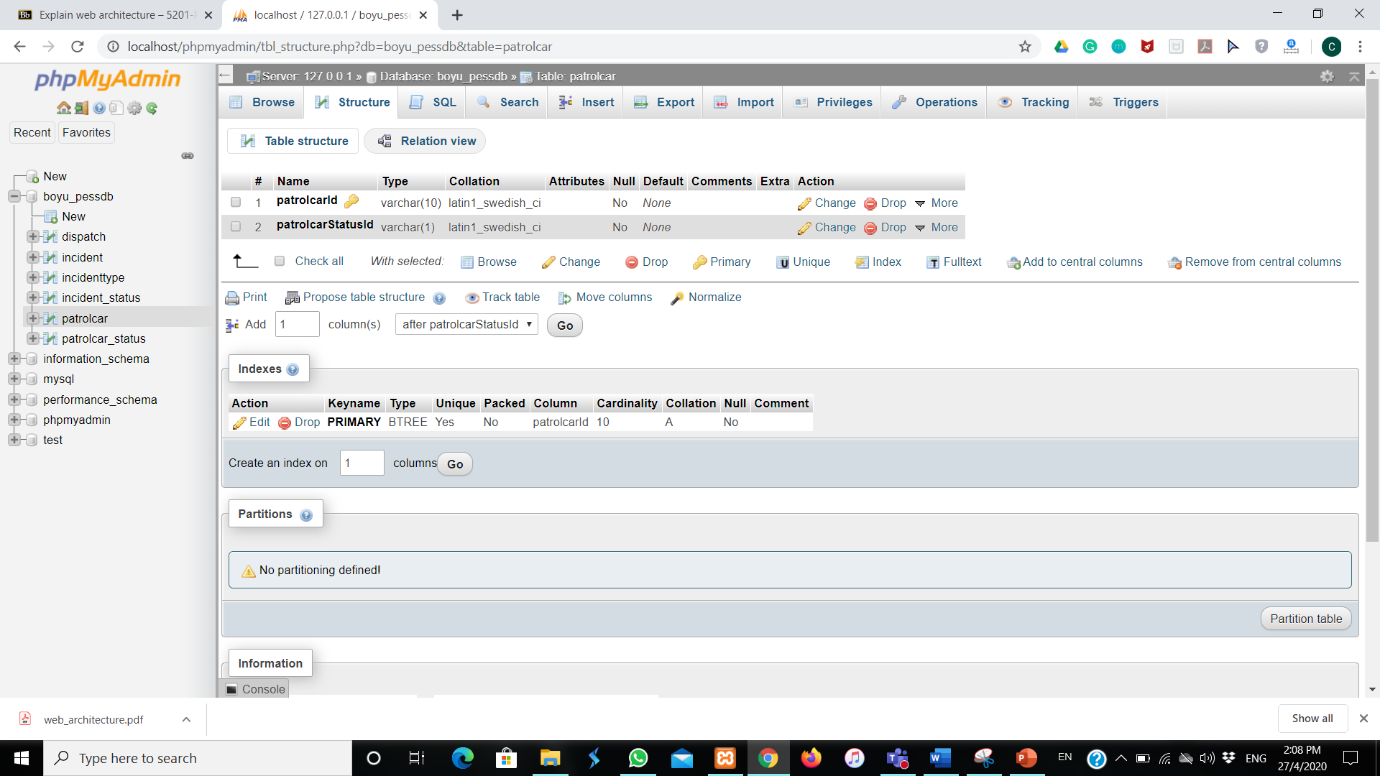 Explain web architecture – 5201-
localhost / 127.0.0.1 / boyu_pess
localhost/phpmyadmin/tbl_structure.php?db=boyu_pessdb&table=patrolcar
C
phpMyAdmin
Recent Favorites
New
boyu_pessdb
New
dispatch
incident
incidenttype
incident_status
patrolcar
patrolcar_status
information_schema
mysql
performance_schema
phpmyadmin
test
Server: 127.0.0.1 » Database: boyu_pessdb » Table: patrolcar
Browse Structure SQL Search Insert Export Import Privileges Operations Tracking Triggers
Table structure Relation view
# Name Type Collation Attributes Null Default Comments Extra Action
1 patrolcarId varchar(10) latin1_swedish_ci No None Change Drop More
2 patrolcarStatusId varchar(1) latin1_swedish_ci No None Change Drop More
Check all With selected: Browse Change Drop Primary Unique Index Fulltext Add to central columns Remove from central columns
Print Propose table structure Track table Move columns Normalize
Add 1 column(s) after patrolcarStatusId Go
Indexes
Action Keyname Type Unique Packed Column Cardinality Collation Null Comment
Edit Drop PRIMARY BTREE Yes No patrolcarId 10 A No
Create an index on 1 columns Go
Partitions
No partitioning defined!
Partition table
Information
Console
web_architecture.pdf
Show all
Type here to search
EN
ENG
2:08 PM
27/4/2020